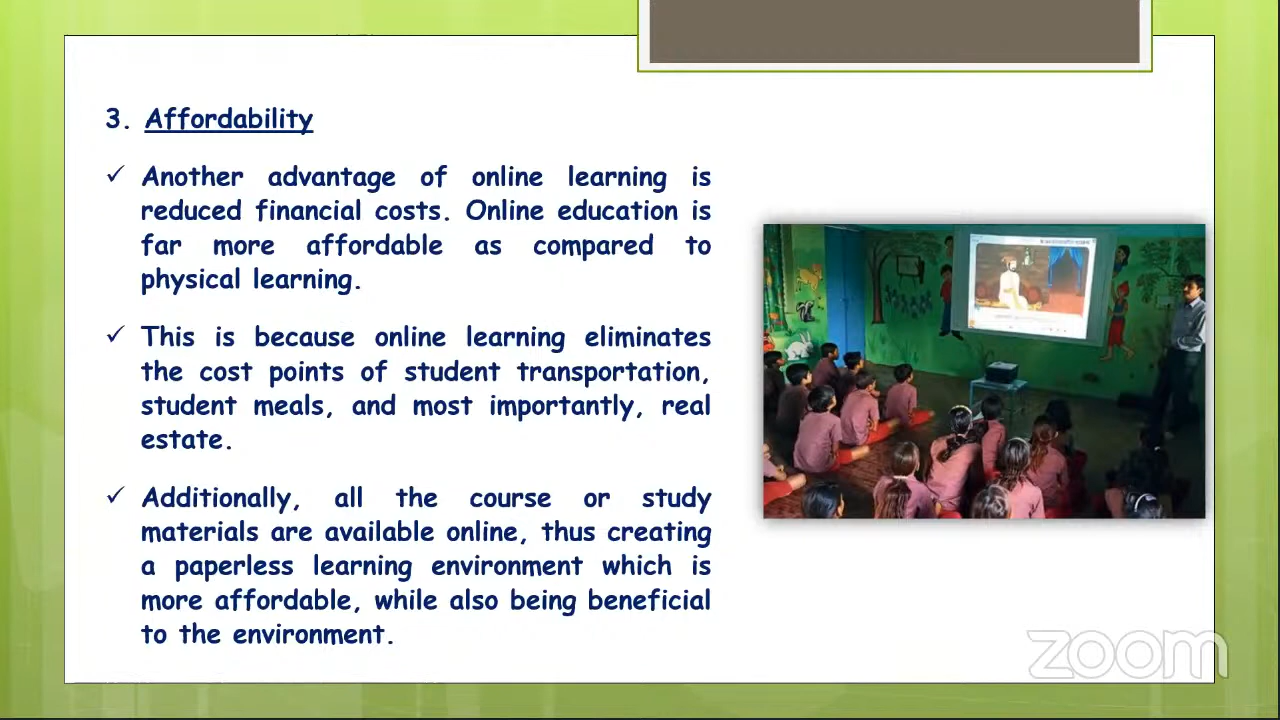 3. Affordability
✓ Another advantage of online learning is
reduced financial costs. Online education is
far more affordable as compared to
physical learning.
✓ This is because online learning eliminates
the cost points of student transportation,
student meals, and most importantly, real
estate.
✓ Additionally, all the course or study
materials are available online, thus creating
a paperless learning environment which is
more affordable, while also being beneficial
to the environment.
zoom